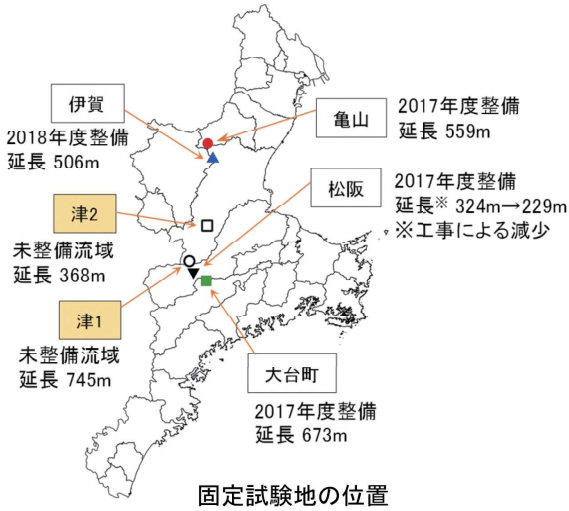 伊賀
2018年度整備
延長 506m
亀山
2017年度整備
延長 559m
松阪
2017年度整備
延長※ 324m→229m
※工事による減少
津2
未整備流域
延長 368m
津1
未整備流域
延長 745m
大台町
2017年度整備
延長 673m
固定試験地の位置